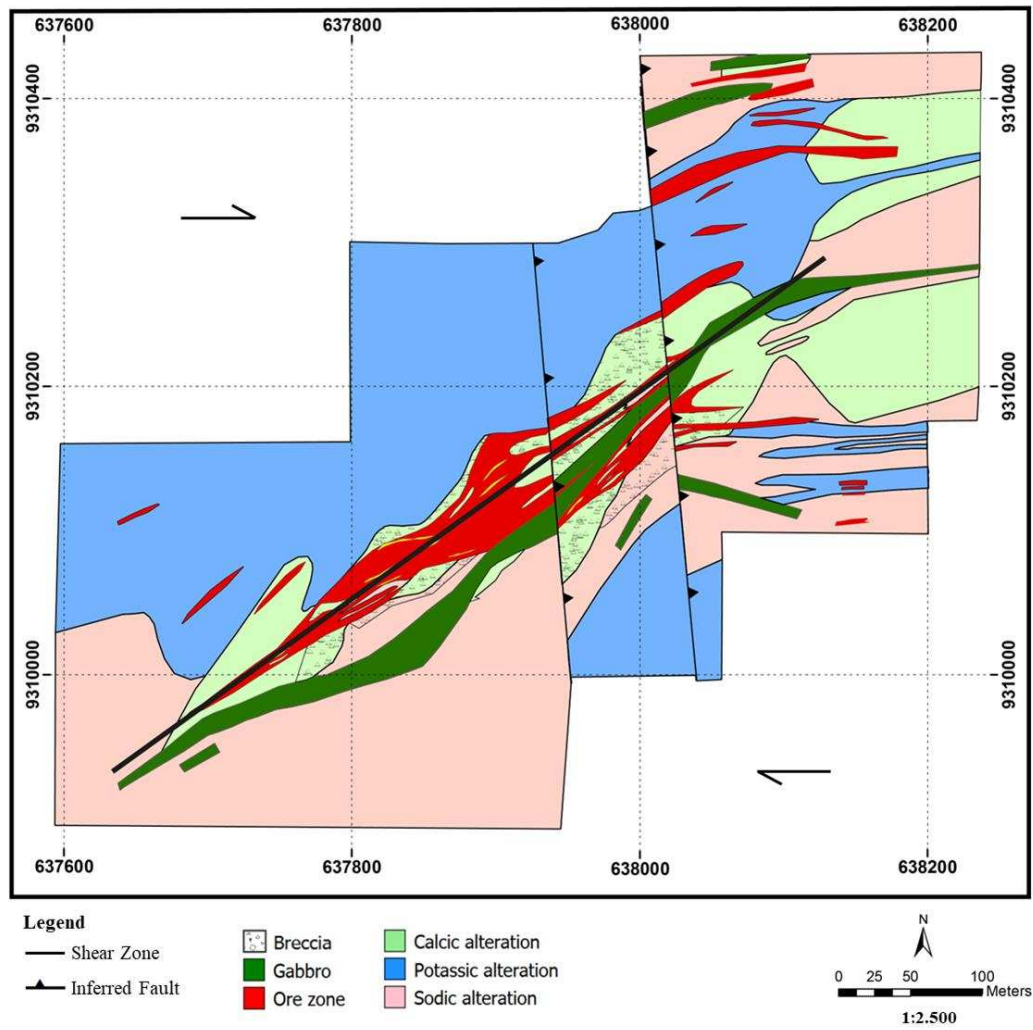 637600 637800 638000 638200
9310400 9310400
9310200 9310200
9310000 9310000
637600 637800 638000 638200
Legend
Shear Zone
Inferred Fault
Breccia
Gabbro
Ore zone
Calcic alteration
Potassic alteration
Sodic alteration
N
0 25 50 100
Meters
1:2.500